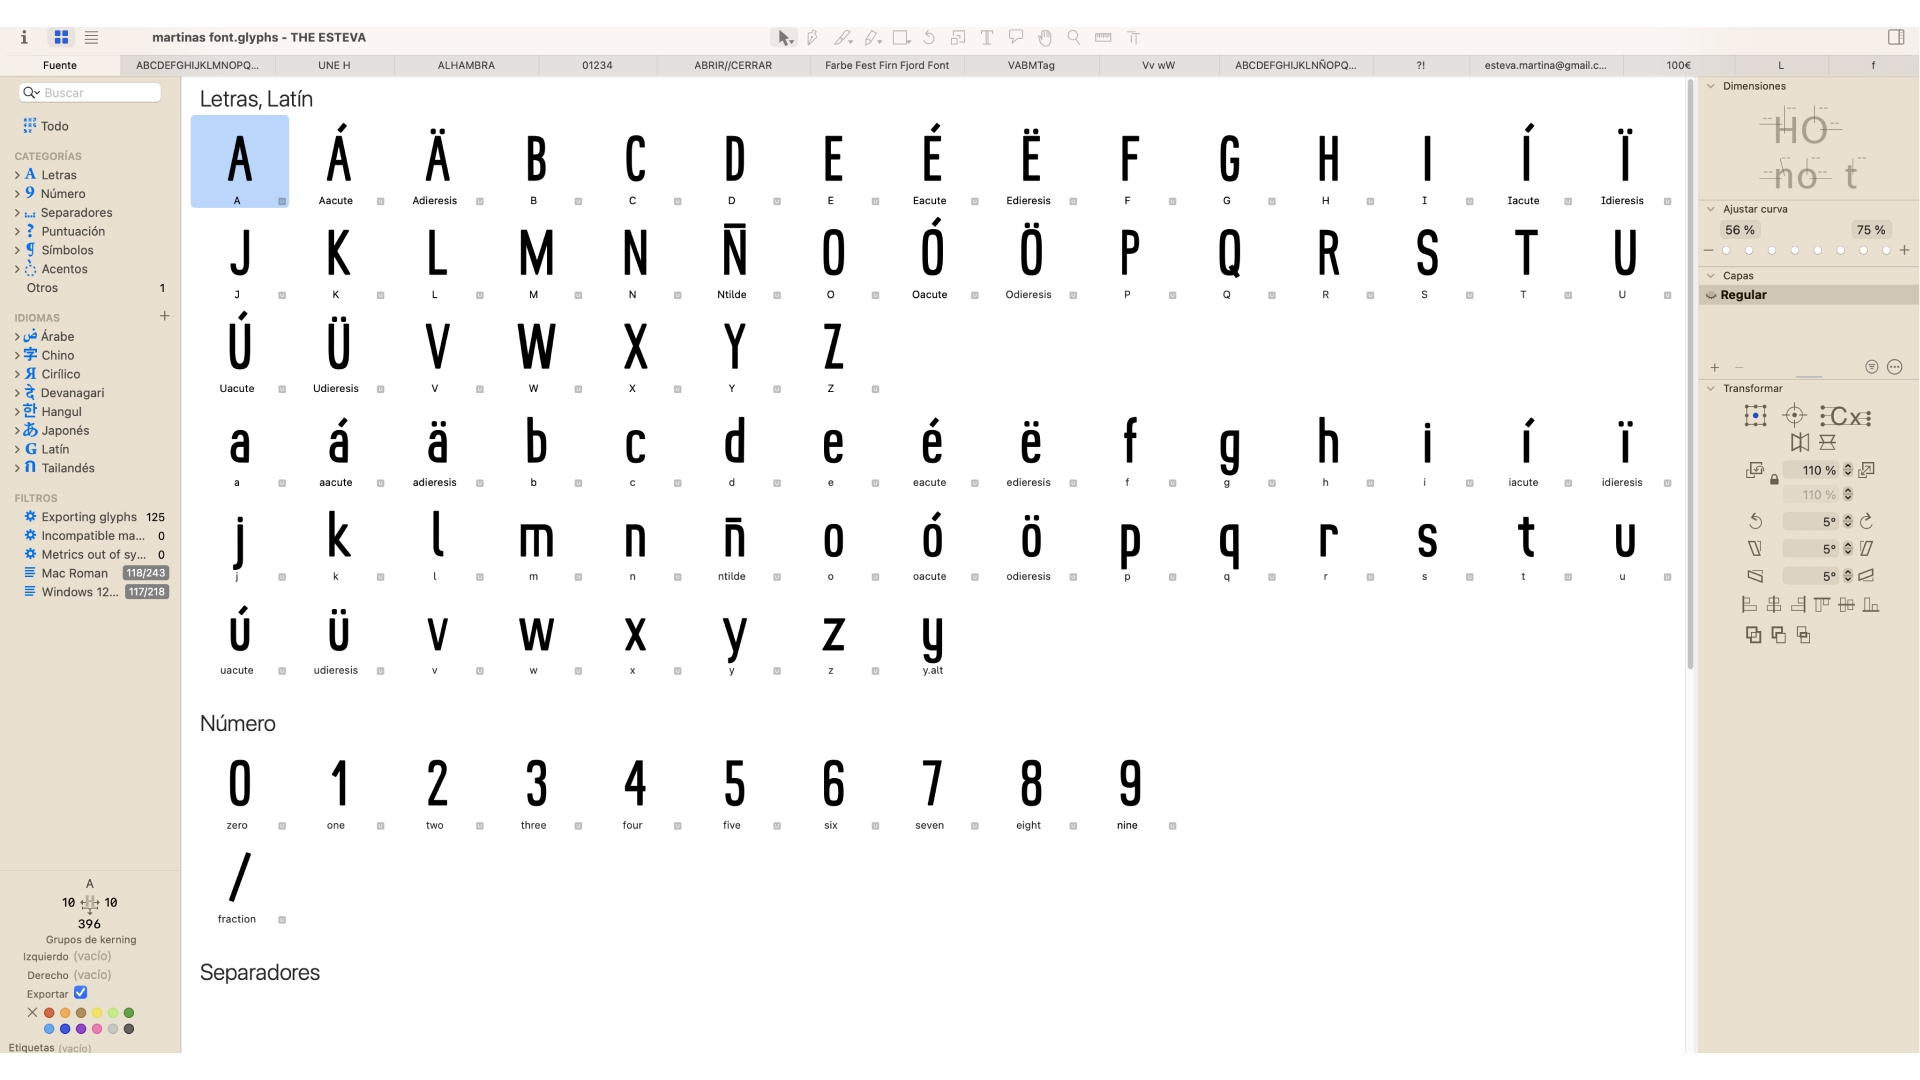 martinas font.glyphs - THE ESTEVA
Fuente ABCDEFGHIJKLMNOPQ... UNE H ALHAMBRA 01234 ABRIR//CERRAR Farbe Fest Firn Fjord Font VABMTag Vv wW ABCDEFGHIJKLNÑOPQ... ?! esteva.martina@gmail.c... 100€ L f
Buscar
Todo
CATEGORÍAS
Letras
Número
Separadores
Puntuación
Símbolos
Acentos
Otros 1
IDIOMAS +
ض Árabe
字 Chino
Я Cirílico
Devanagari
한 Hangul
あ Japonés
G Latín
Tailandés
FILTROS
Exporting glyphs 125
Incompatible ma... 0
Metrics out of sy... 0
Mac Roman 118/243
Windows 12... 117/218
A
10 H 10
396
Grupos de kerning
Izquierdo (vacío)
Derecho (vacío)
Exportar
Etiquetas (vacío)
Letras, Latín
A Á Ä B C D E É Ë F G H I Í Ï
A Aacute Adieresis B C D E Eacute Edieresis F G H I Iacute Idieresis
J K L M N Ñ O Ó Ö P Q R S T U
J K L M N Ntilde O Oacute Odieresis P Q R S T U
Ú Ü V W X Y Z
Uacute Udieresis V W X Y Z
a á ä b c d e é ë f g h i í ï
a aacute adieresis b c d e eacute edieresis f g h i iacute idieresis
j k l m n ñ o ó ö p q r s t u
j k l m n ntilde o oacute odieresis p q r s t u
ú ü v w x y z y
uacute udieresis v w x y z y.alt
Número
0 1 2 3 4 5 6 7 8 9
zero one two three four five six seven eight nine
/
fraction
Separadores
Dimensiones
HO
no t
Ajustar curva
56 % 75 %
Capas
Regular
Transformar
Cx
110 %
110 %
5°
5°
5°